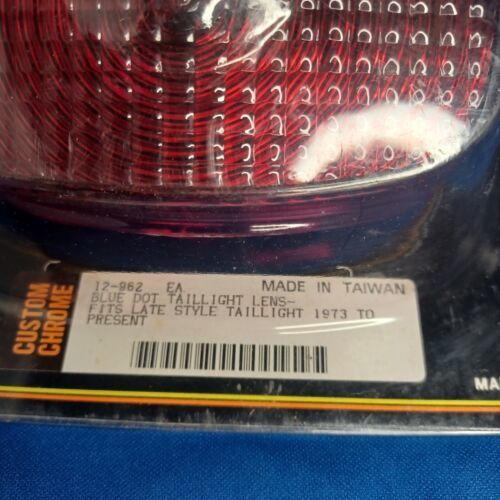 12-962 EA MADE IN TAIWAN
BLUE DOT TAILLIGHT LENS~
FITS LATE STYLE TAILLIGHT 1973 TO
PRESENT
CUSTOM
CHROME
MA